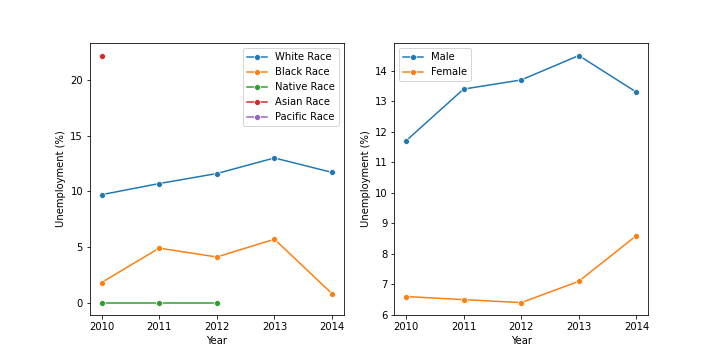 White Race
Black Race
Native Race
Asian Race
Pacific Race
20
15
10
5
0
Unemployment (%)
2010 2011 2012 2013 2014
Year
Male
Female
14
13
12
11
10
9
8
7
6
Unemployment (%)
2010 2011 2012 2013 2014
Year